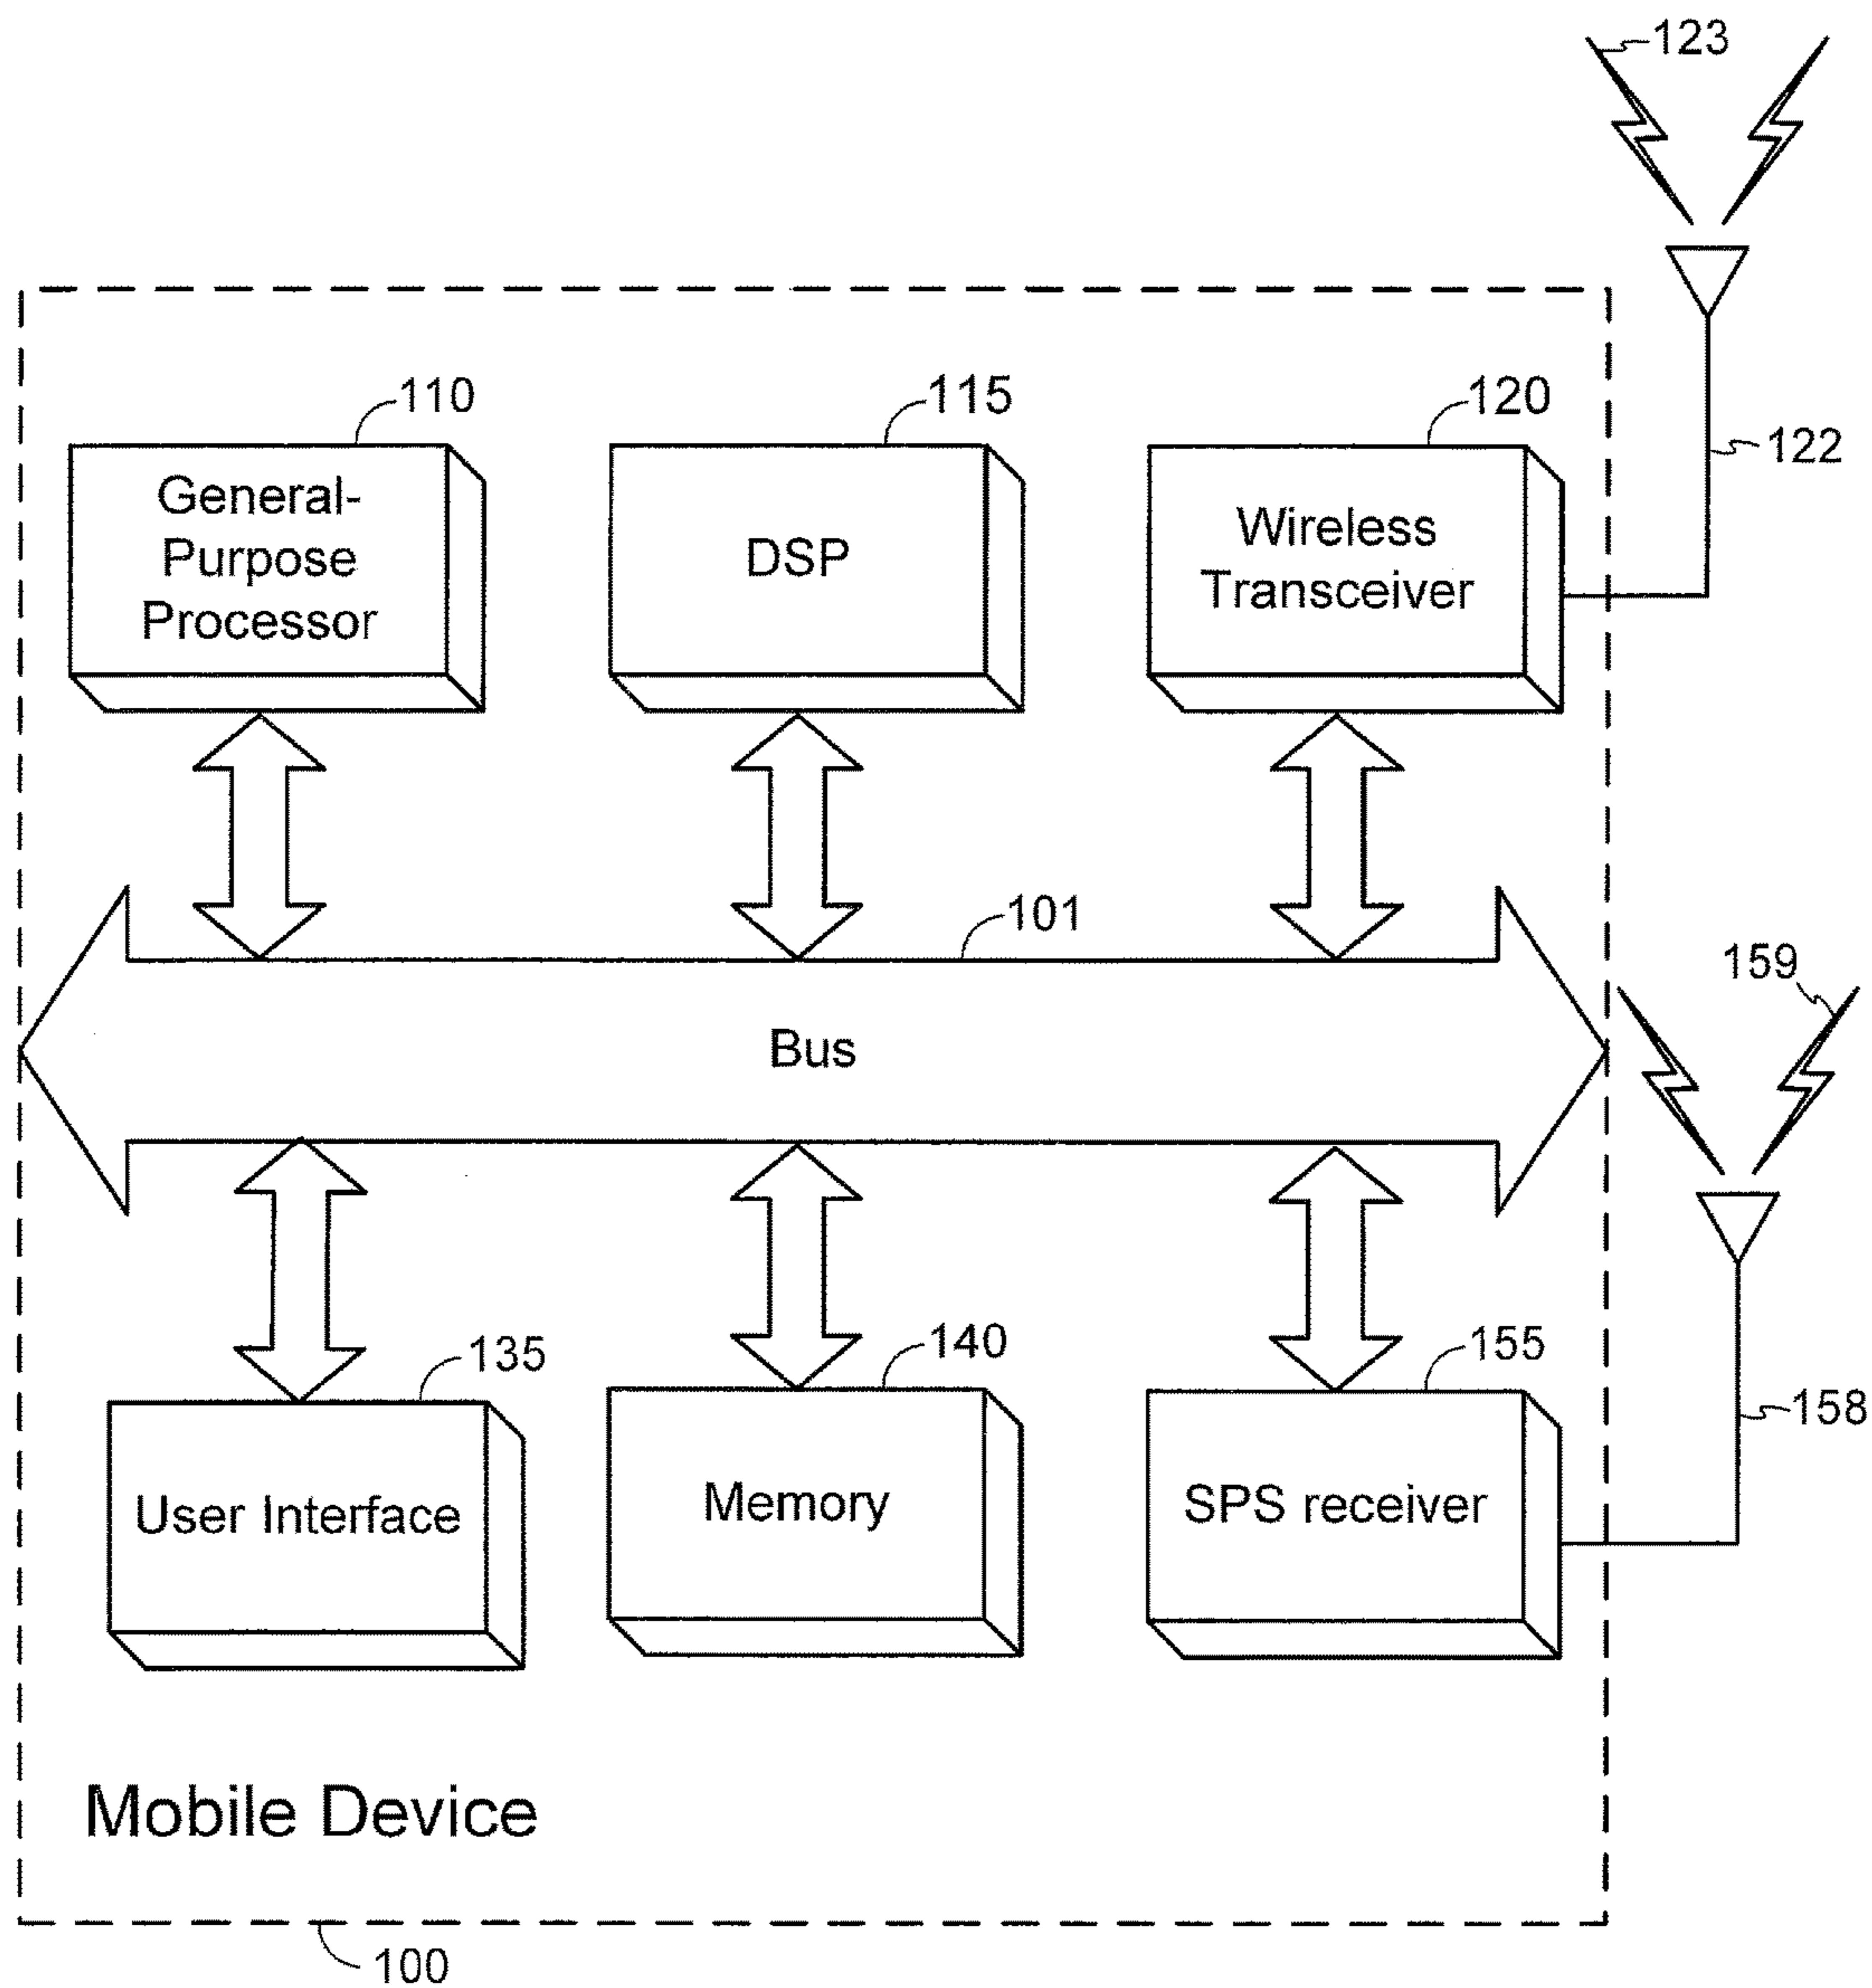 123
110
115
120
122
General-
Purpose
Processor
DSP
Wireless
Transceiver
101
159
Bus
135
140
155
158
User Interface
Memory
SPS receiver
Mobile Device
100